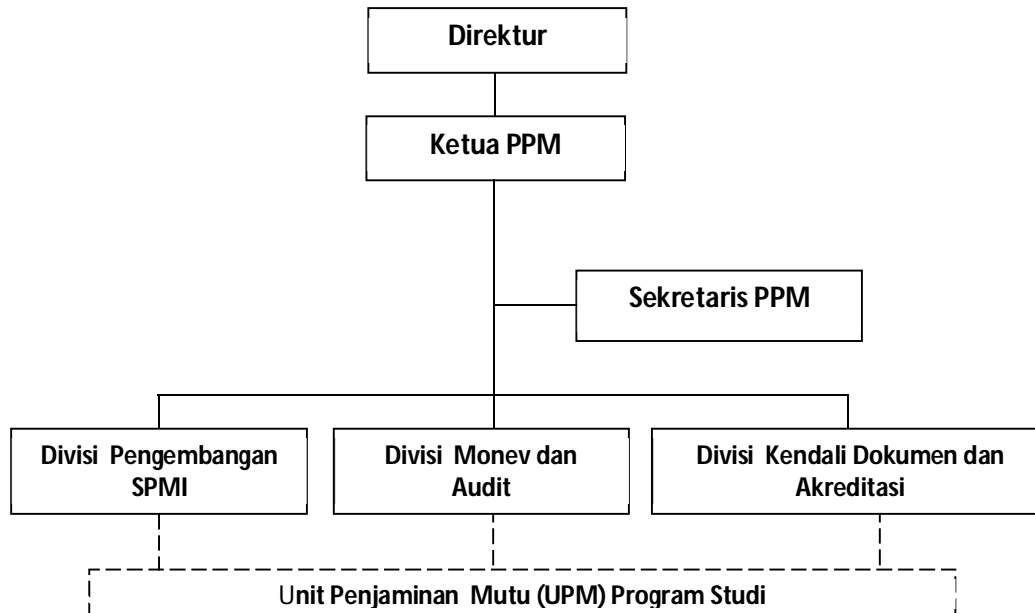 Direktur
Ketua PPM
Sekretaris PPM
Divisi Pengembangan
SPMI
Divisi Monev dan
Audit
Divisi Kendali Dokumen dan
Akreditasi
Unit Penjaminan Mutu (UPM) Program Studi